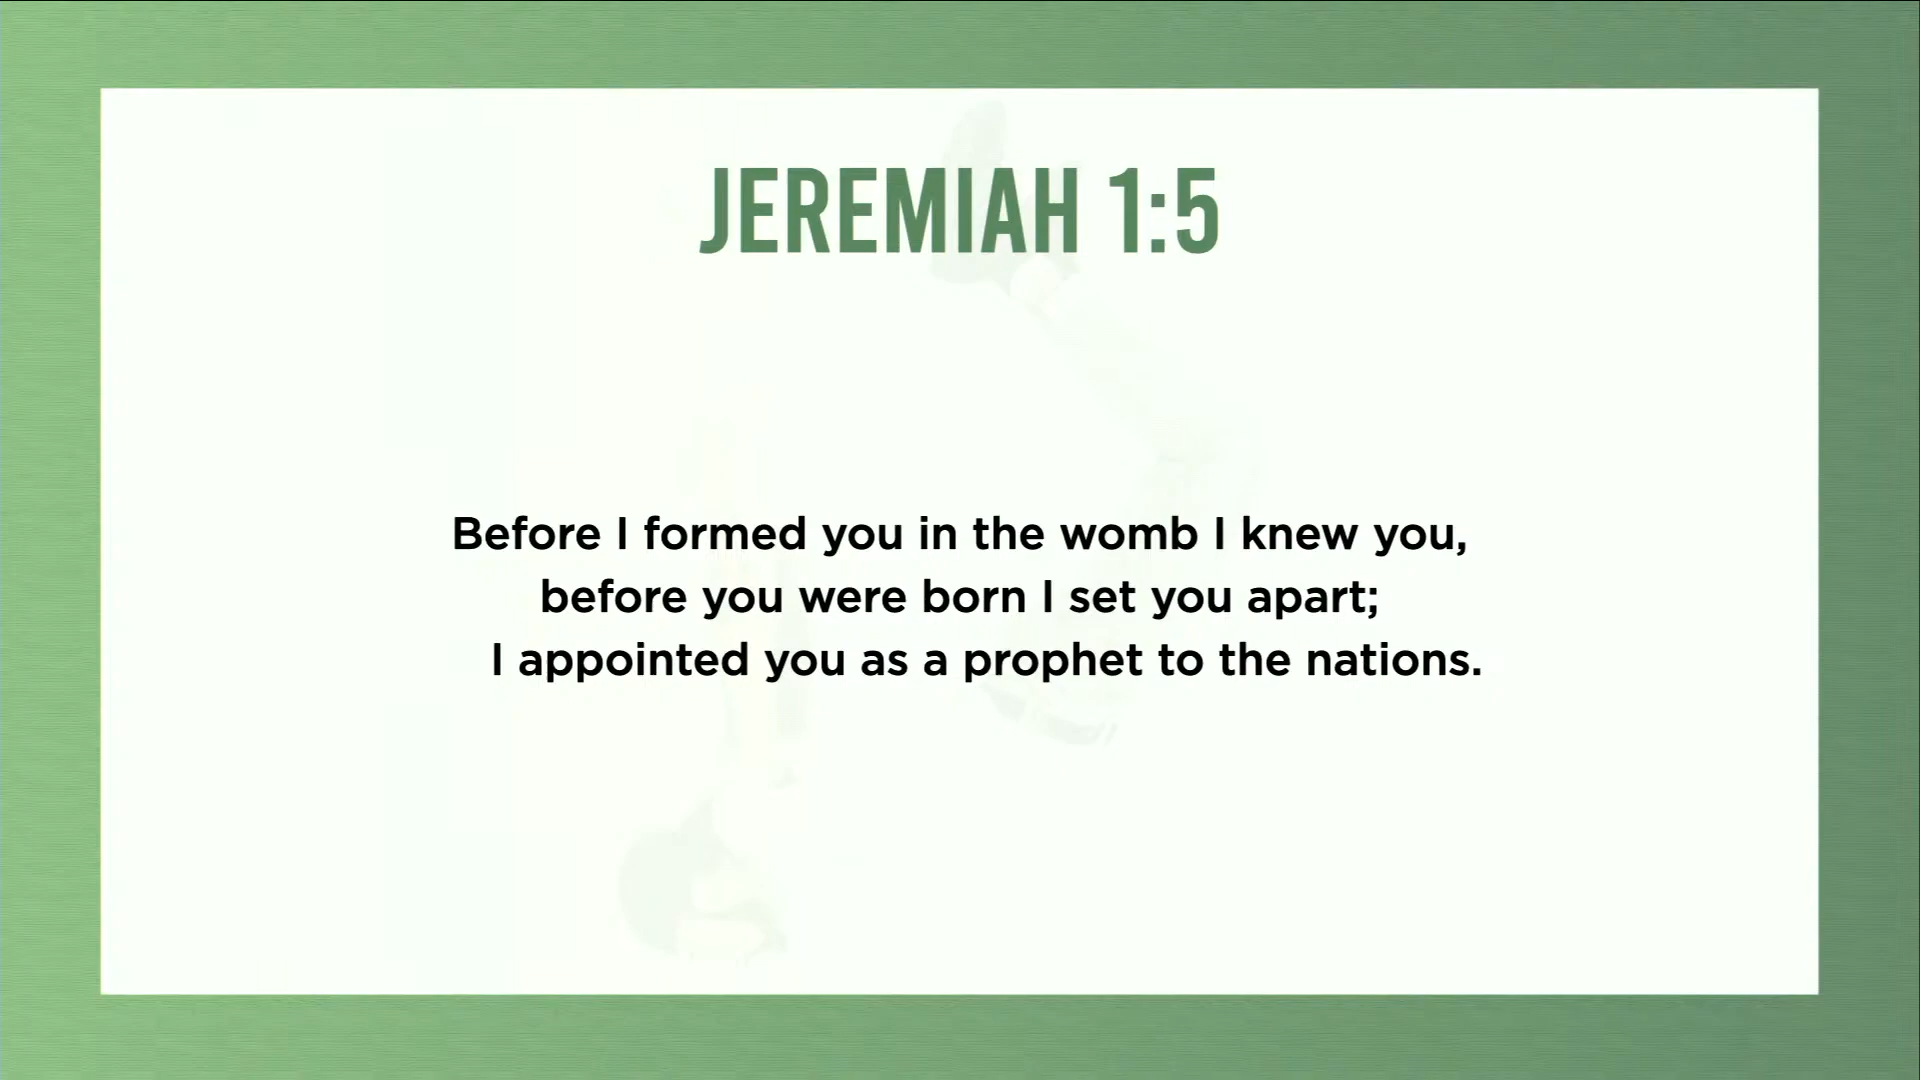 JEREMIAH 1:5
Before I formed you in the womb I knew you,
before you were born I set you apart;
I appointed you as a prophet to the nations.